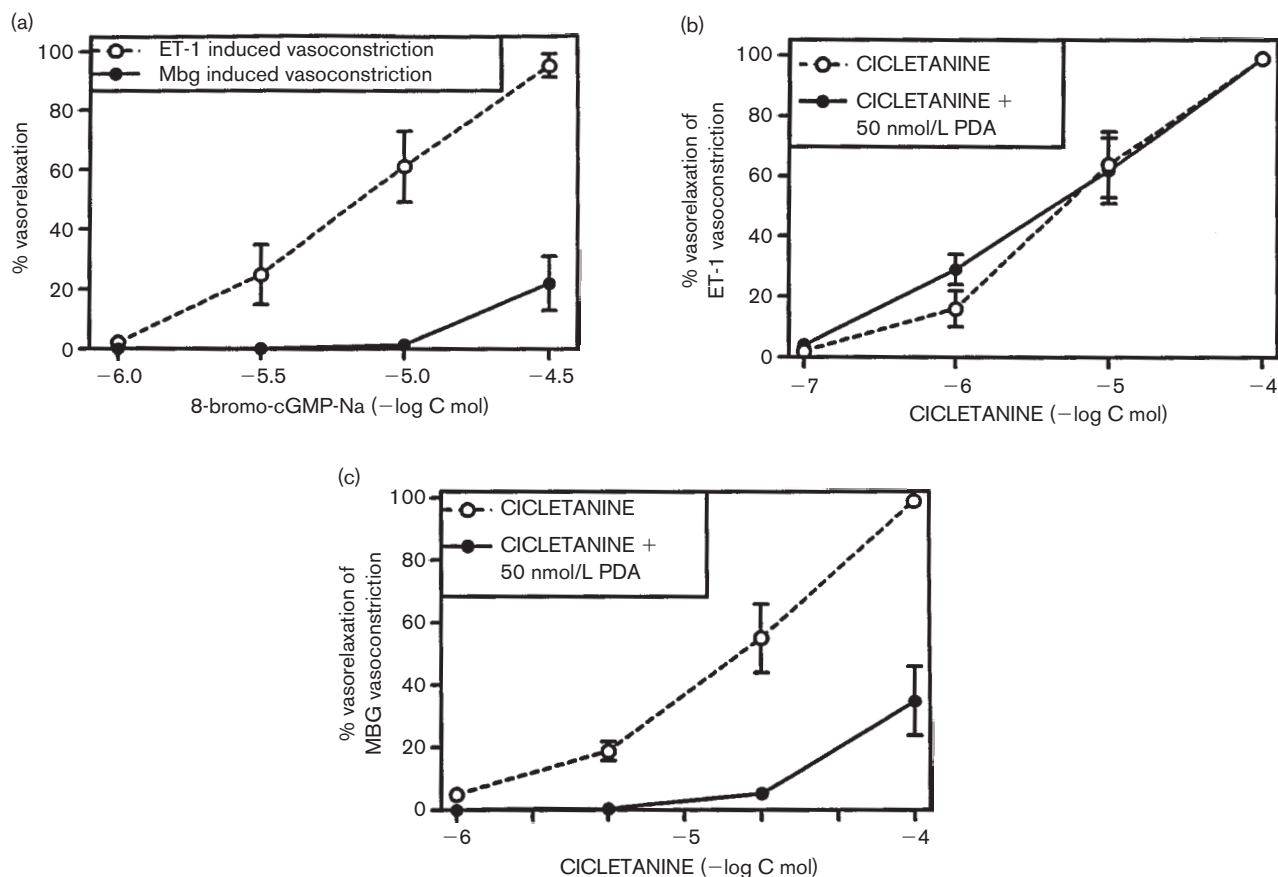 (a)
% vasorelaxation
100
80
60
40
20
0
ET-1 induced vasoconstriction
Mbg induced vasoconstriction
−6.0 −5.5 −5.0 −4.5
8-bromo-cGMP-Na (−log C mol)
(b)
% vasorelaxation of
ET-1 vasoconstriction
100
80
60
40
20
0
CICLETANINE
CICLETANINE +
50 nmol/L PDA
−7 −6 −5 −4
CICLETANINE (−log C mol)
(c)
% vasorelaxation of
MBG vasoconstriction
100
80
60
40
20
0
CICLETANINE
CICLETANINE +
50 nmol/L PDA
−6 −5 −4
CICLETANINE (−log C mol)